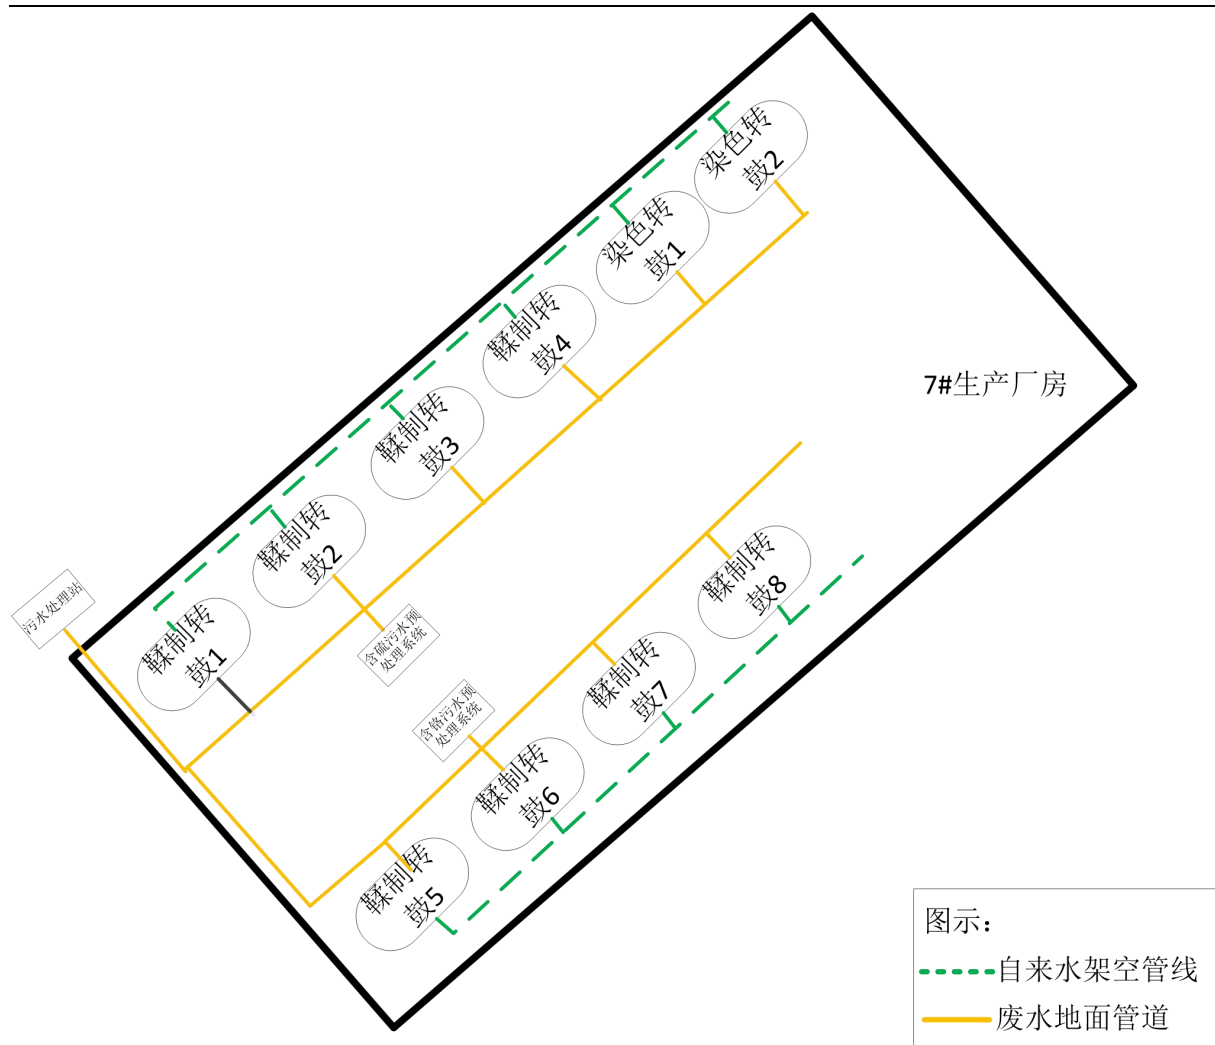 染色转
鼓2
染色转
鼓1
鞣制转
鼓4
鞣制转
鼓3
鞣制转
鼓2
鞣制转
鼓1
7#生产厂房
污水处理站
含硫污水预
处理系统
含铬污水预
处理系统
鞣制转
鼓8
鞣制转
鼓7
鞣制转
鼓6
鞣制转
鼓5
图示：
自来水架空管线
废水地面管道